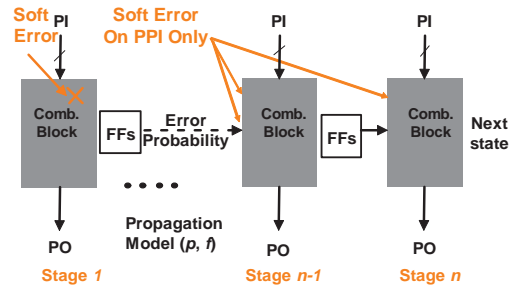 Soft
Error
PI
Soft Error
On PPI Only
PI
PI
Comb.
Block
FFs
Error
Probability
Comb.
Block
FFs
Comb.
Block
Next
state
Propagation
Model (p, f)
PO
PO
PO
Stage 1
Stage n-1
Stage n